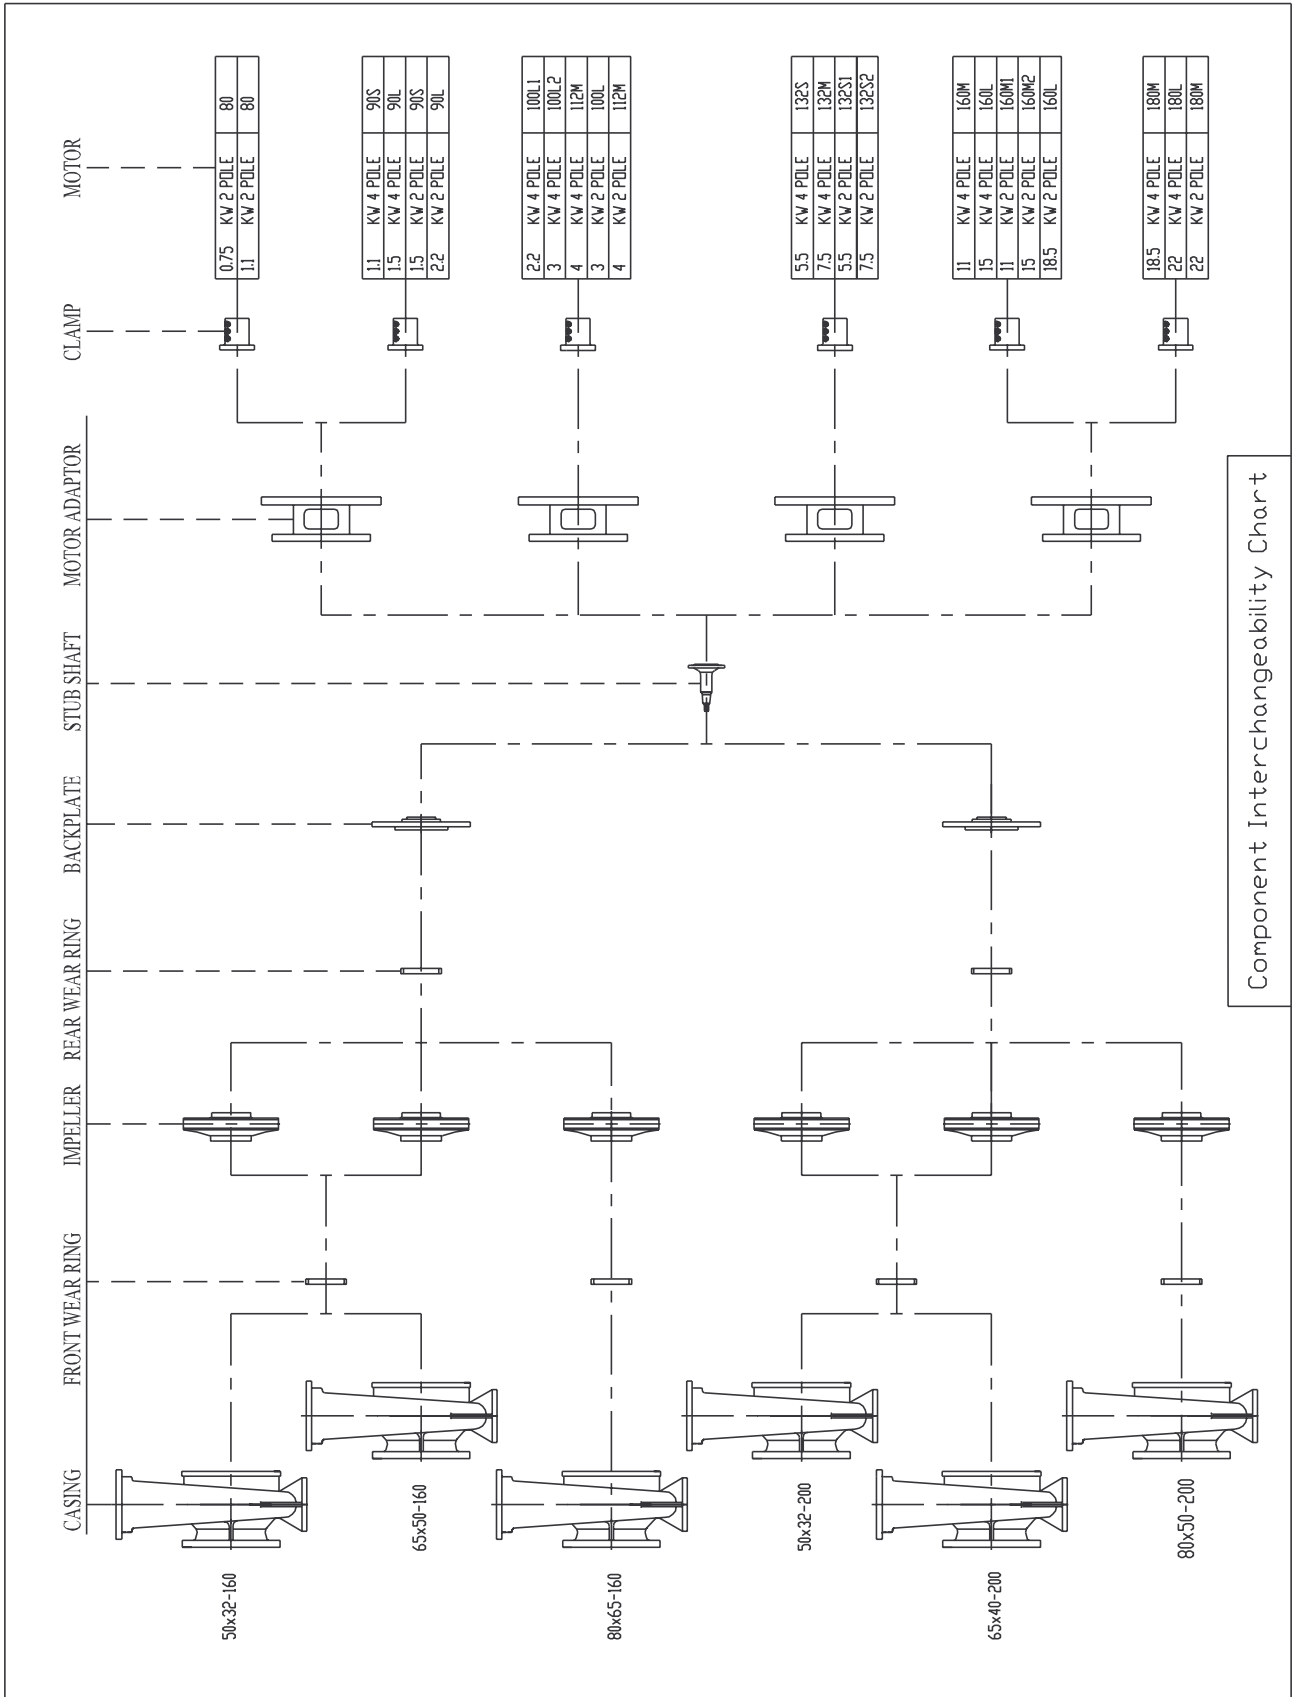 CASING
FRONT WEAR RING
IMPELLER
REAR WEAR RING
BACKPLATE
STUB SHAFT
MOTOR ADAPTOR
CLAMP
MOTOR
0.75 KW 2 POLE 80
1.1 KW 2 POLE 80
1.1 KW 4 POLE 90S
1.5 KW 4 POLE 90L
1.5 KW 2 POLE 90S
2.2 KW 2 POLE 90L
2.2 KW 4 POLE 100L1
3 KW 4 POLE 100L2
4 KW 4 POLE 112M
3 KW 2 POLE 100L
4 KW 2 POLE 112M
5.5 KW 4 POLE 132S
7.5 KW 4 POLE 132M
5.5 KW 2 POLE 132S1
7.5 KW 2 POLE 132S2
11 KW 4 POLE 160M
15 KW 4 POLE 160L
11 KW 2 POLE 160M1
15 KW 2 POLE 160M2
18.5 KW 2 POLE 160L
18.5 KW 4 POLE 180M
22 KW 4 POLE 180L
22 KW 2 POLE 180M
50x32-160
65x50-160
80x65-160
50x32-200
65x40-200
80x50-200
Component Interchangeability Chart